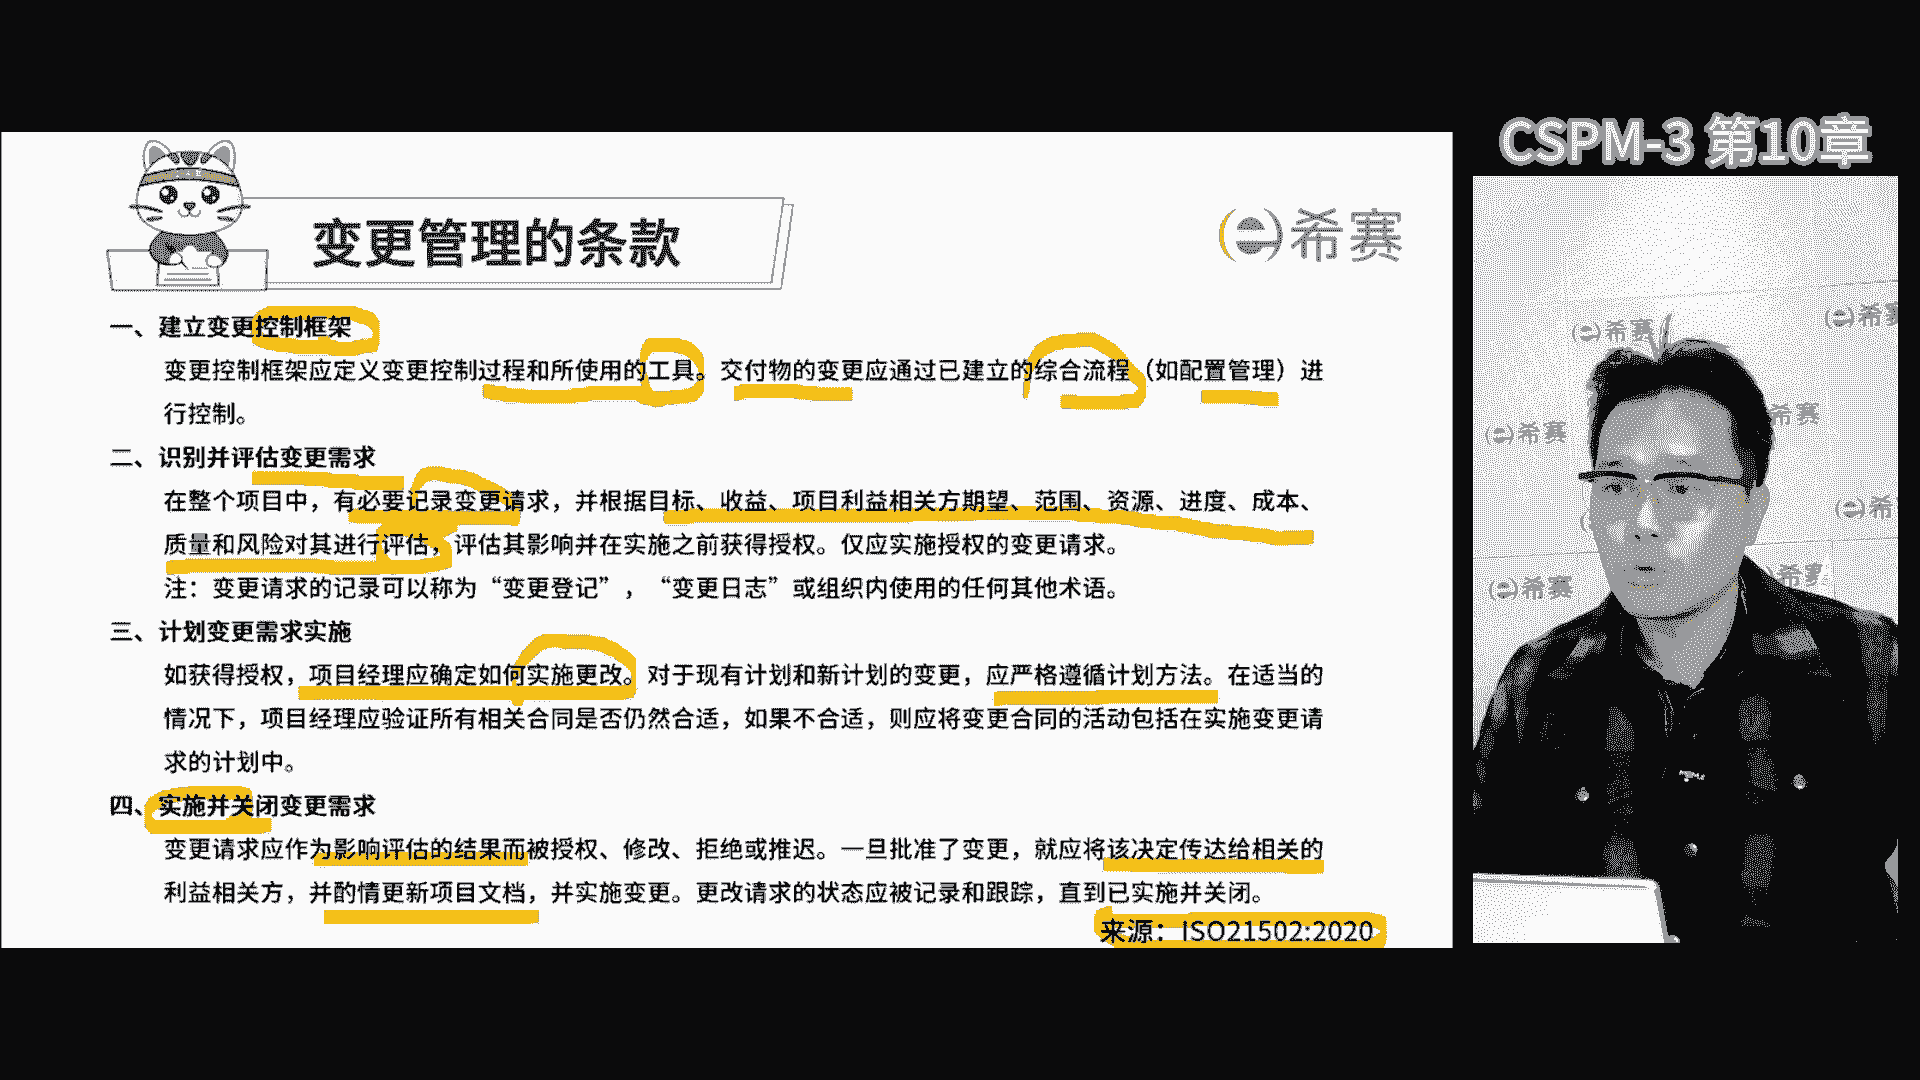 CSPM-3 第10章
变更管理的条款
希赛
一、建立变更控制框架
变更控制框架应定义变更控制过程和所使用的工具。交付物的变更应通过已建立的综合流程（如配置管理）进
行控制。
二、识别并评估变更需求
在整个项目中，有必要记录变更请求，并根据目标、收益、项目利益相关方期望、范围、资源、进度、成本、
质量和风险对其进行评估，评估其影响并在实施之前获得授权。仅应实施授权的变更请求。
注：变更请求的记录可以称为“变更登记”，“变更日志”或组织内使用的任何其他术语。
三、计划变更需求实施
如获得授权，项目经理应确定如何实施更改。对于现有计划和新计划的变更，应严格遵循计划方法。在适当的
情况下，项目经理应验证所有相关合同是否仍然合适，如果不合适，则应将变更合同的活动包括在实施变更请
求的计划中。
四、实施并关闭变更需求
变更请求应作为影响评估的结果而被授权、修改、拒绝或推迟。一旦批准了变更，就应将该决定传达给相关的
利益相关方，并酌情更新项目文档，并实施变更。更改请求的状态应被记录和跟踪，直到已实施并关闭。
来源：ISO21502:2020
希赛
希赛
希赛
希赛
希
希赛
希赛